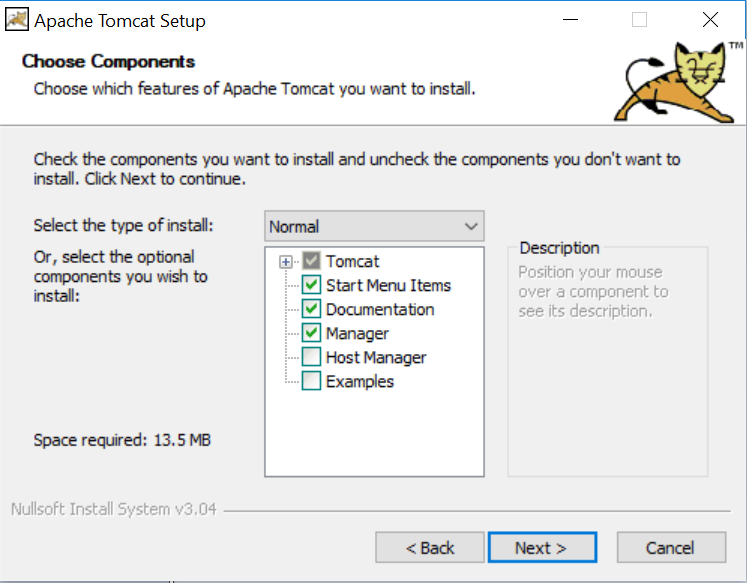 Apache Tomcat Setup
Choose Components
Choose which features of Apache Tomcat you want to install.
TM
Check the components you want to install and uncheck the components you don't want to
install. Click Next to continue.
Select the type of install:
Normal
Or, select the optional
components you wish to
install:
Tomcat
Start Menu Items
Documentation
Manager
Host Manager
Examples
Description
Position your mouse
over a component to
see its description.
Space required: 13.5 MB
Nullsoft Install System v3.04
< Back
Next >
Cancel